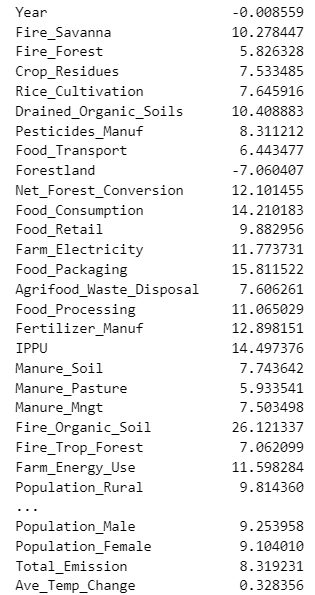 Year -0.008559
Fire_Savanna 10.278447
Fire_Forest 5.826328
Crop_Residues 7.533485
Rice_Cultivation 7.645916
Drained_Organic_Soils 10.408883
Pesticides_Manuf 8.311212
Food_Transport 6.443477
Forestland -7.060407
Net_Forest_Conversion 12.101455
Food_Consumption 14.210183
Food_Retail 9.882956
Farm_Electricity 11.773731
Food_Packaging 15.811522
Agrifood_Waste_Disposal 7.606261
Food_Processing 11.065029
Fertilizer_Manuf 12.898151
IPPU 14.497376
Manure_Soil 7.743642
Manure_Pasture 5.933541
Manure_Mngt 7.503498
Fire_Organic_Soil 26.121337
Fire_Trop_Forest 7.062099
Farm_Energy_Use 11.598284
Population_Rural 9.814360
...
Population_Male 9.253958
Population_Female 9.104010
Total_Emission 8.319231
Ave_Temp_Change 0.328356